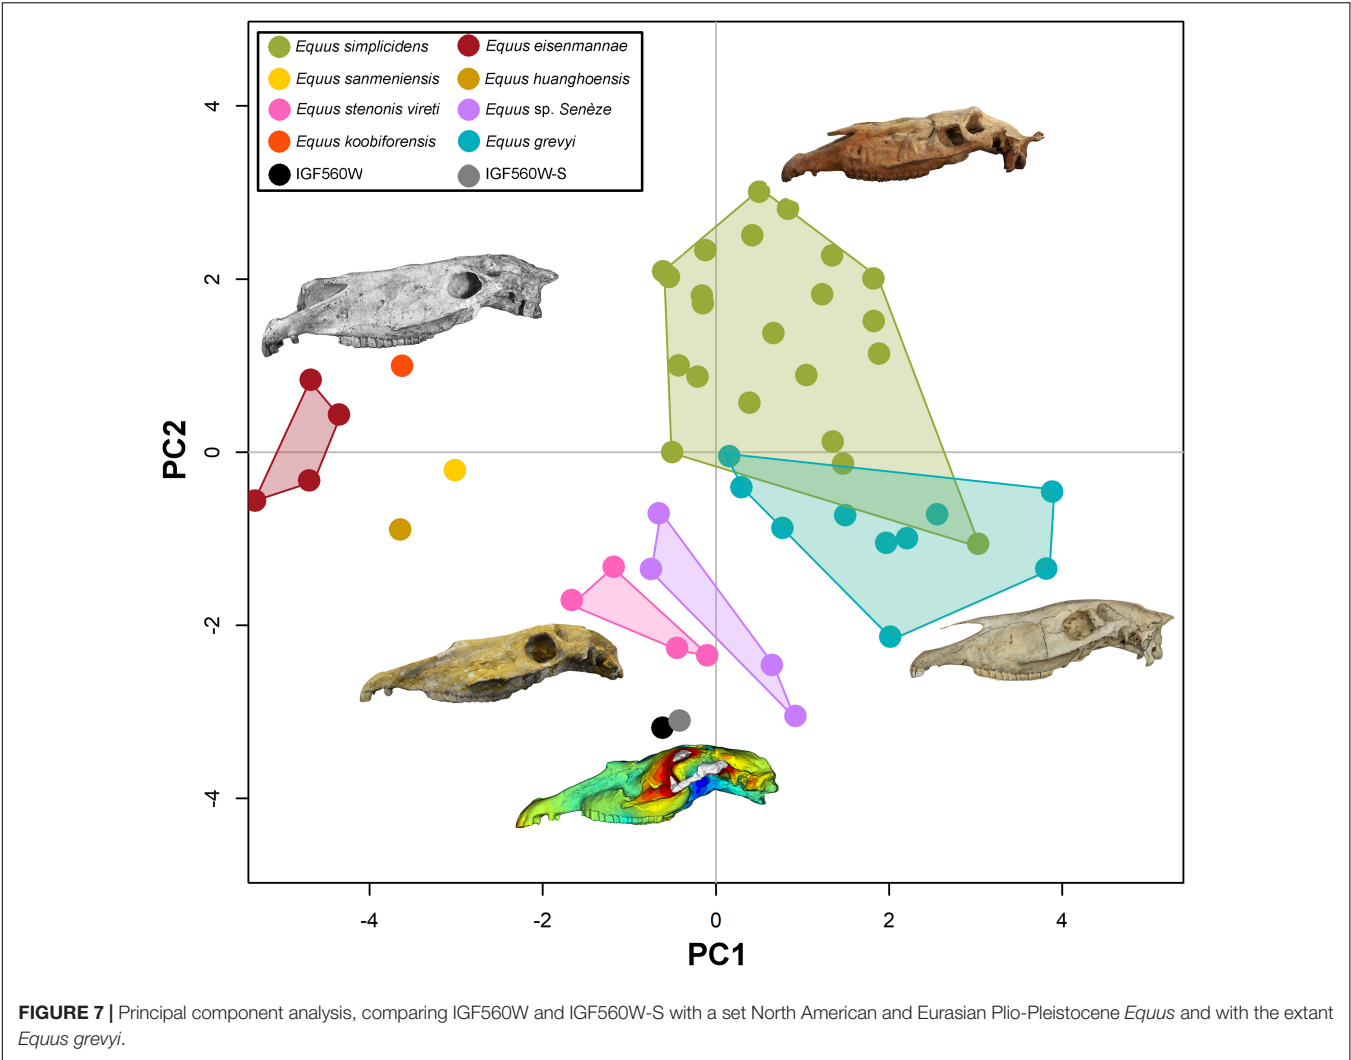 Equus simplicidens
Equus eisenmannae
Equus sanmeniensis
Equus huanghoensis
Equus stenonis vireti
Equus sp. Senèze
Equus koobiforensis
Equus grevyi
IGF560W
IGF560W-S
4
2
0
-2
-4
PC2
-4
-2
0
2
4
PC1
FIGURE 7 | Principal component analysis, comparing IGF560W and IGF560W-S with a set North American and Eurasian Plio-Pleistocene Equus and with the extant
Equus grevyi.